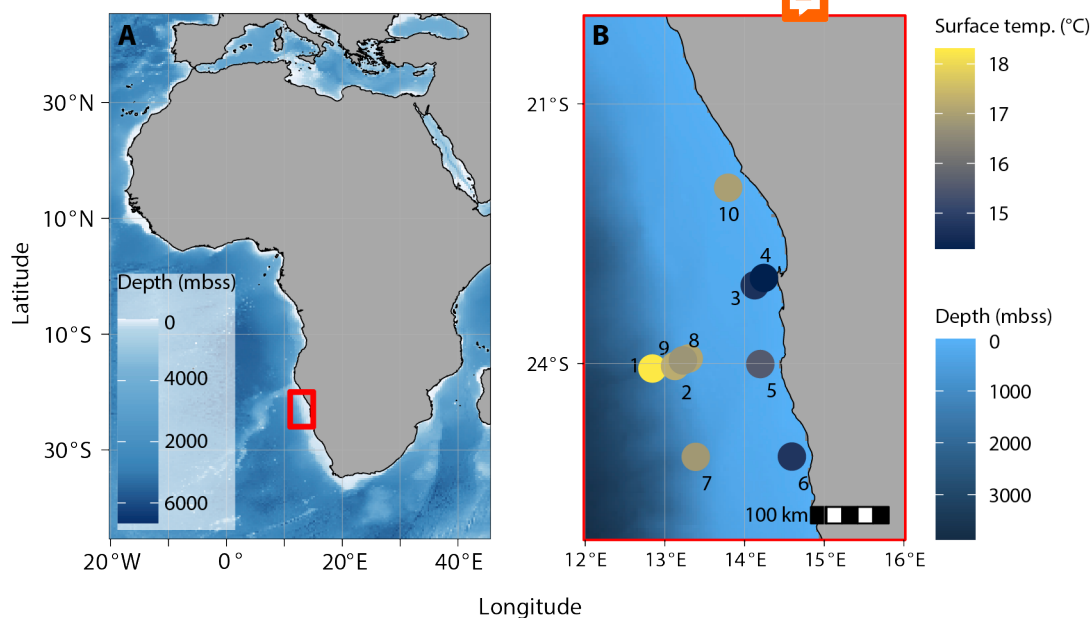 A
30°N
10°N
10°S
30°S
Latitude
Depth (mbss)
0
4000
2000
6000
20°W
0°
20°E
40°E
Longitude
B
21°S
24°S
10
4
3
9
8
1
2
5
7
6
100 km
12°E
13°E
14°E
15°E
16°E
Surface temp. (°C)
18
17
16
15
Depth (mbss)
0
1000
2000
3000